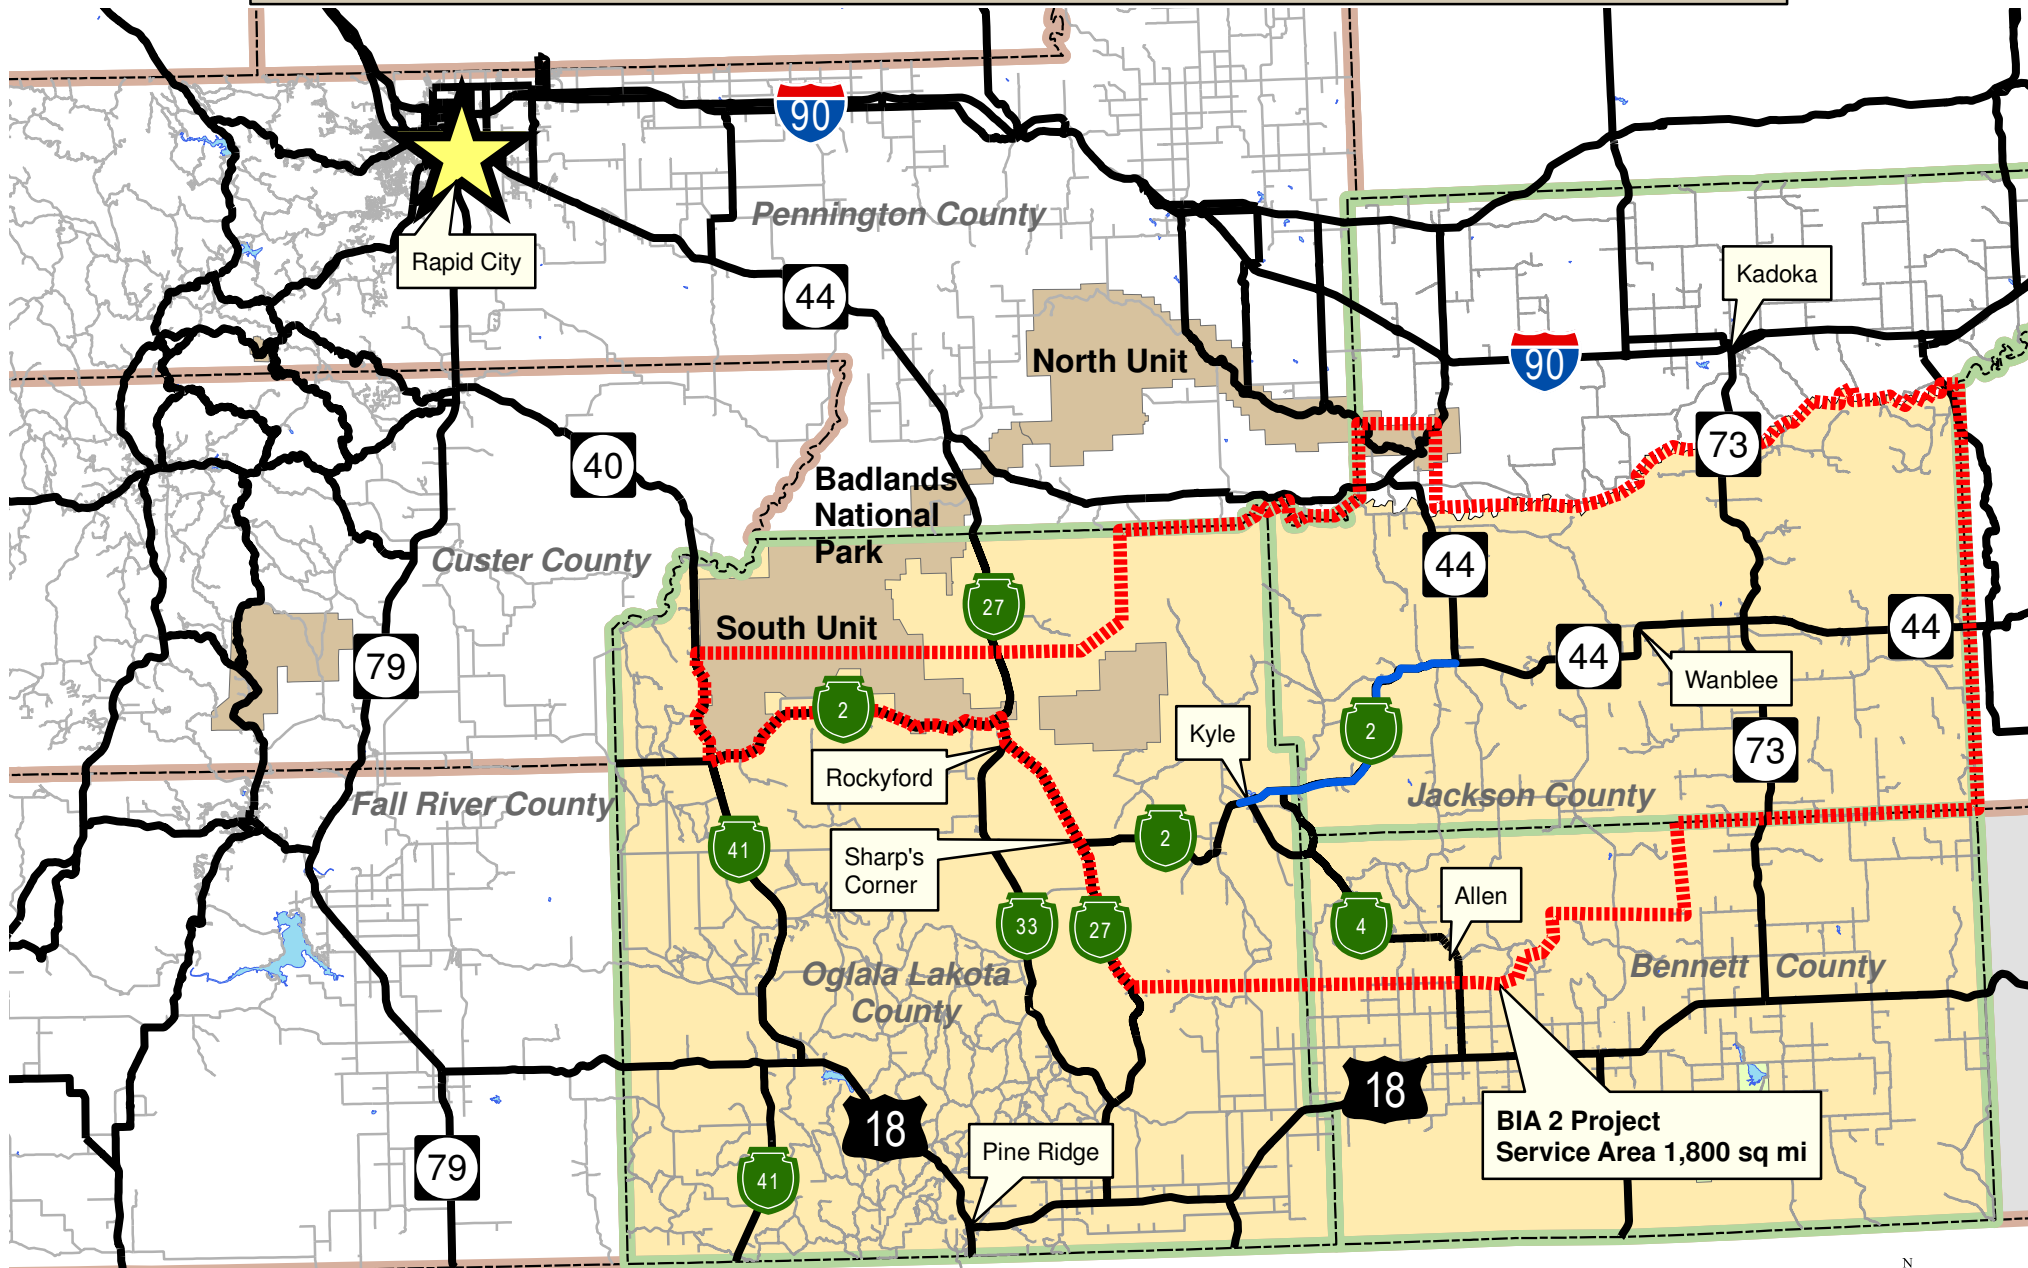 90
Pennington County
Rapid City
Kadoka
44
North Unit
90
73
40
Badlands
National
Park
Custer County
44
27
South Unit
44
44
79
Wanblee
2
2
Kyle
73
Rockyford
Fall River County
Jackson County
41
2
Sharp's
Corner
Allen
33
27
4
Oglala Lakota
County
Bennett County
18
18
BIA 2 Project
Service Area 1,800 sq mi
79
Pine Ridge
41
N